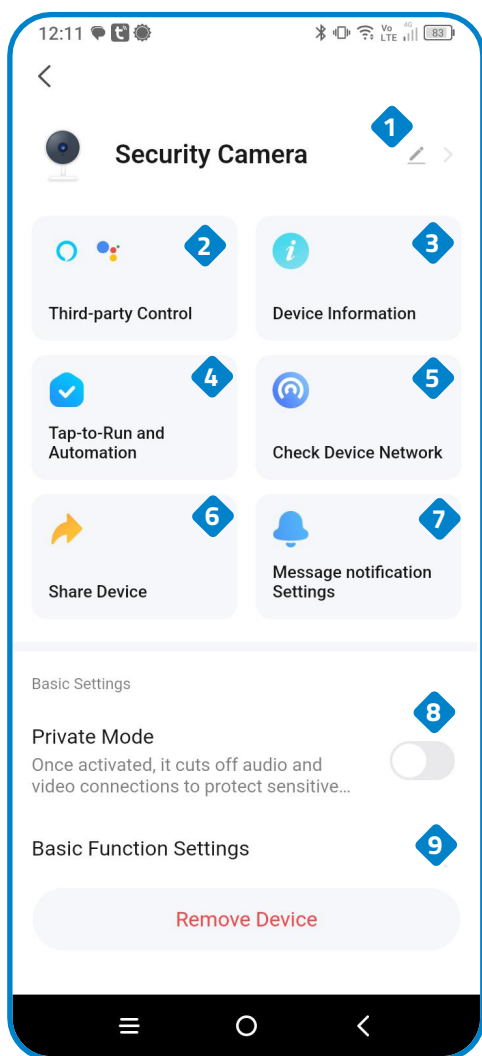 12:11 Vo LTE 4G 83
1
Security Camera
2 3
Third-party Control Device Information
4 5
Tap-to-Run and
Automation Check Device Network
6 7
Message notification
Share Device Settings
Basic Settings
8
Private Mode
Once activated, it cuts off audio and
video connections to protect sensitive...
Basic Function Settings 9
Remove Device